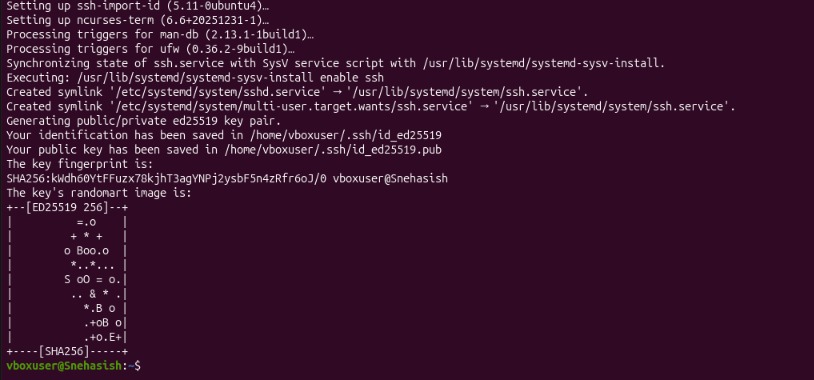 Setting up ssh-import-id (5.11-0ubuntu4)…
Setting up ncurses-term (6.6+20251231-1)…
Processing triggers for man-db (2.13.1-1build1)…
Processing triggers for ufw (0.36.2-9build1)…
Synchronizing state of ssh.service with SysV service script with /usr/lib/systemd/systemd-sysv-install.
Executing: /usr/lib/systemd/systemd-sysv-install enable ssh
Created symlink '/etc/systemd/system/sshd.service' → '/usr/lib/systemd/system/ssh.service'.
Created symlink '/etc/systemd/system/multi-user.target.wants/ssh.service' → '/usr/lib/systemd/system/ssh.service'.
Generating public/private ed25519 key pair.
Your identification has been saved in /home/vboxuser/.ssh/id_ed25519
Your public key has been saved in /home/vboxuser/.ssh/id_ed25519.pub
The key fingerprint is:
SHA256:kWdh60YtFFuzx78kjhT3agYNPj2ysbF5n4zRfr6oJ/0 vboxuser@Snehasish
The key's randomart image is:
+--[ED25519 256]--+
|          =.o    |
|         + * +   |
|        o Boo.o  |
|         *..*... |
|        S oO = o.|
|         .. & * .|
|           *.B o |
|           .+oB o|
|           .+o.E+|
+----[SHA256]-----+
vboxuser@Snehasish:~$